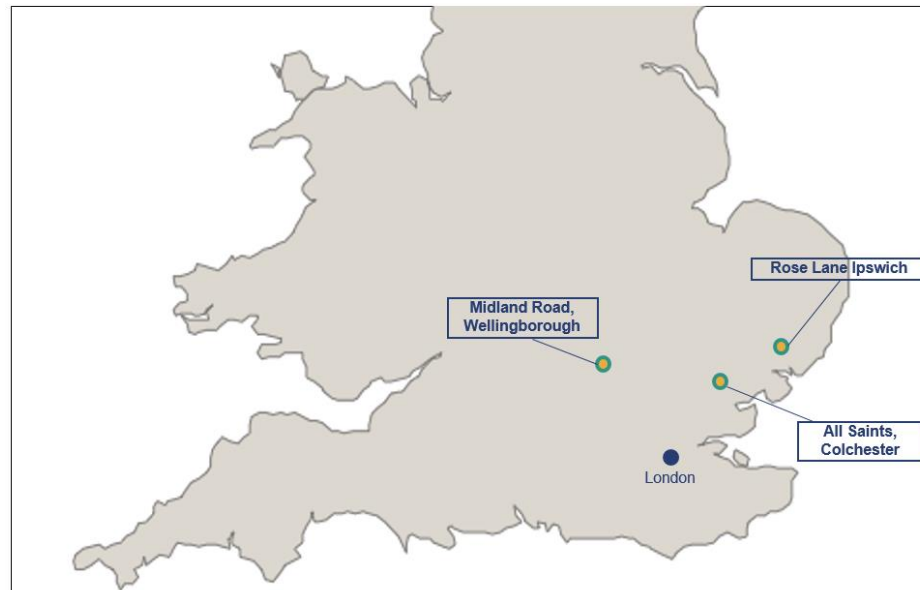 Rose Lane Ipswich
Midland Road,
Wellingborough
All Saints,
Colchester
London